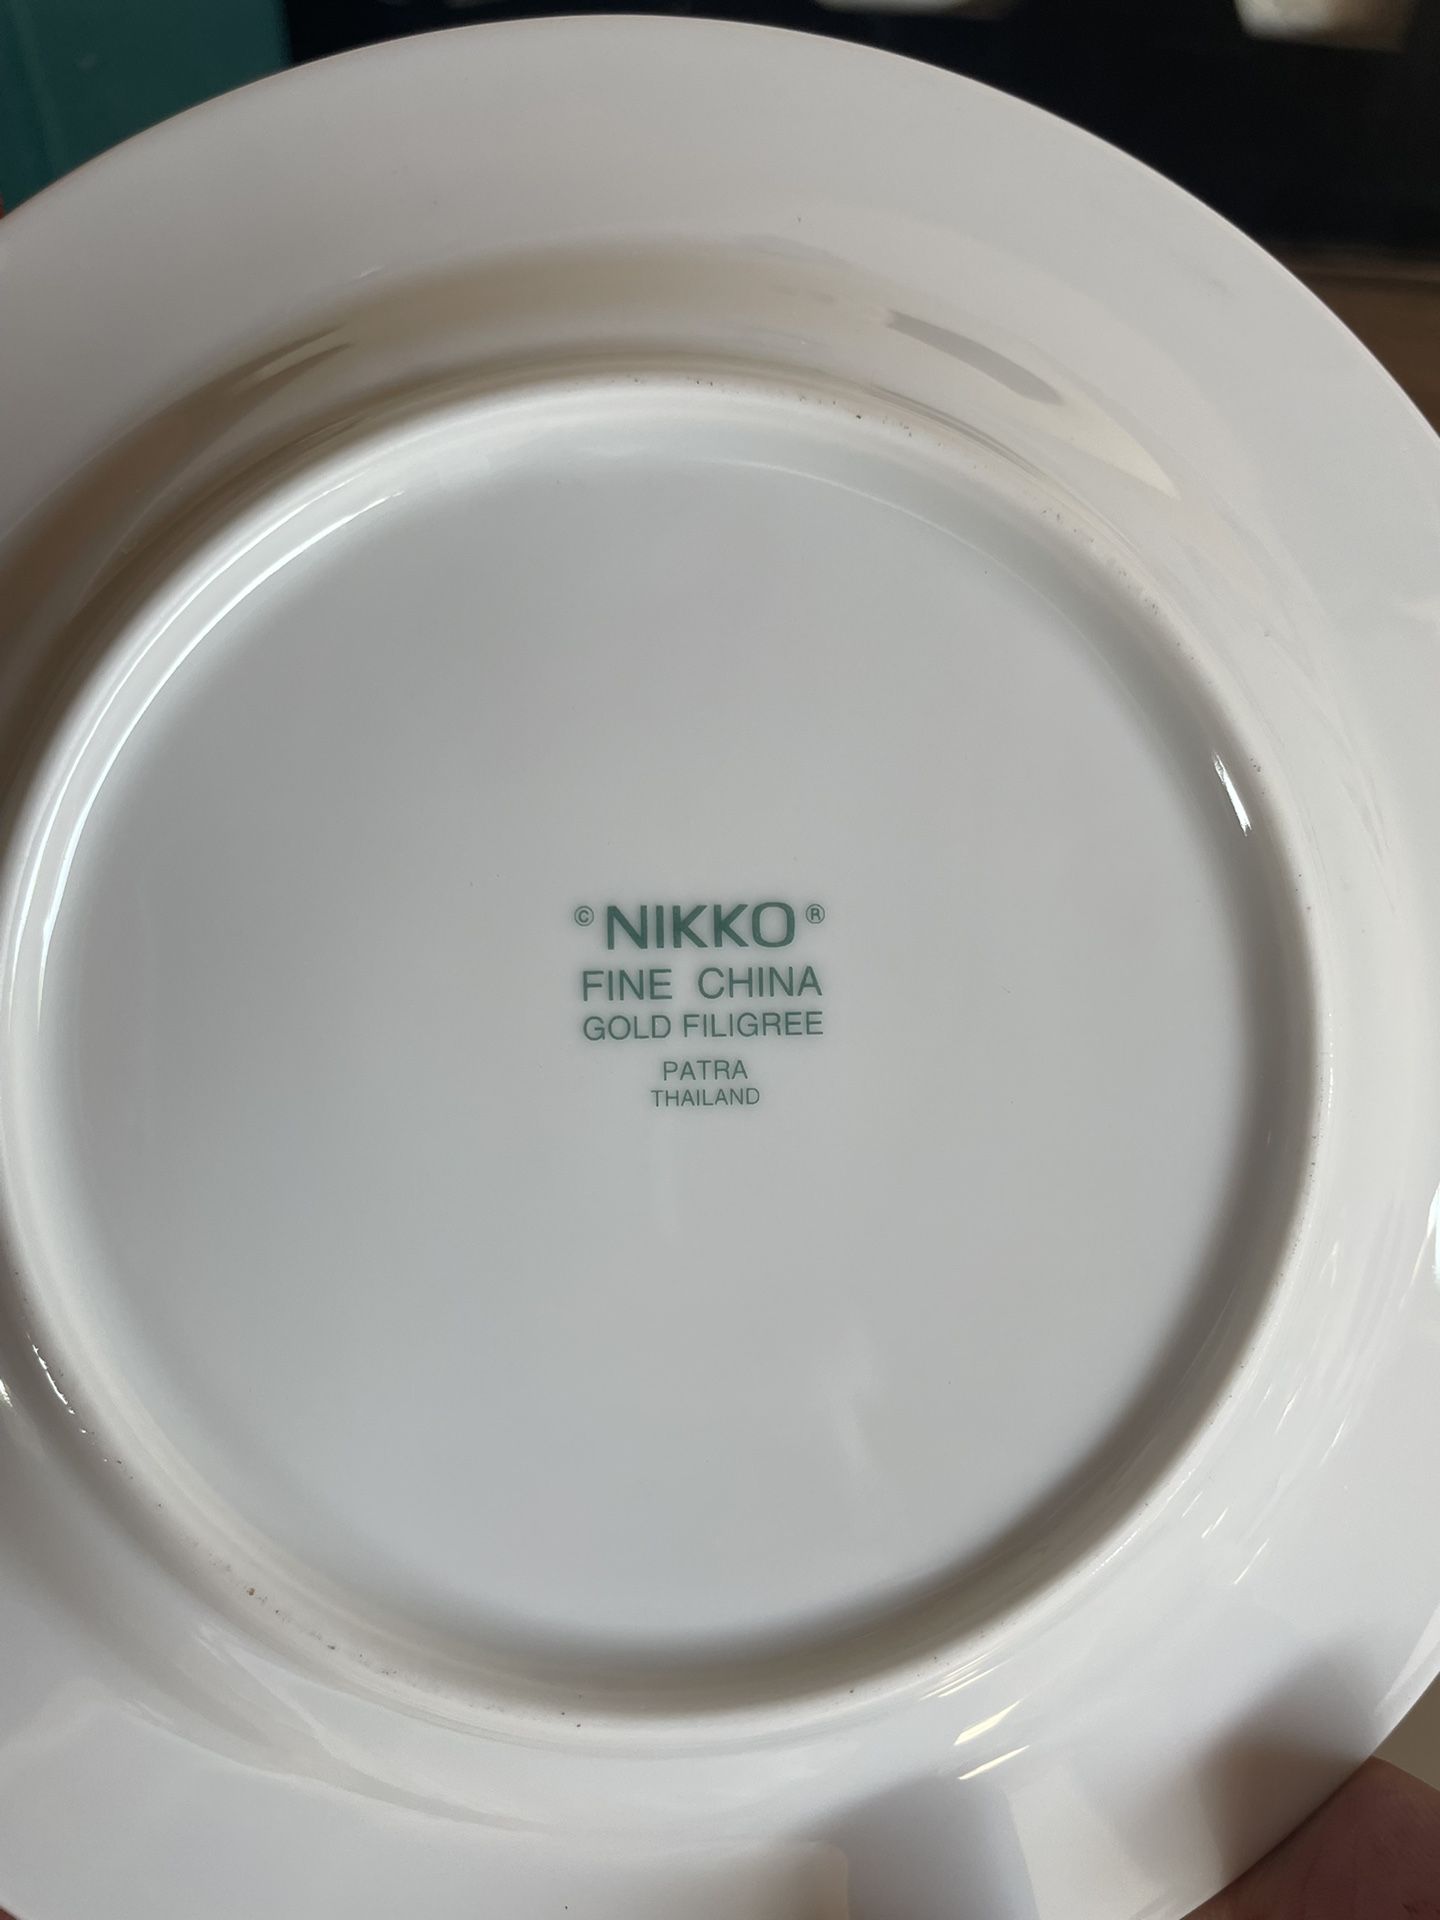 © NIKKO ®
FINE CHINA
GOLD FILIGREE
PATRA
THAILAND